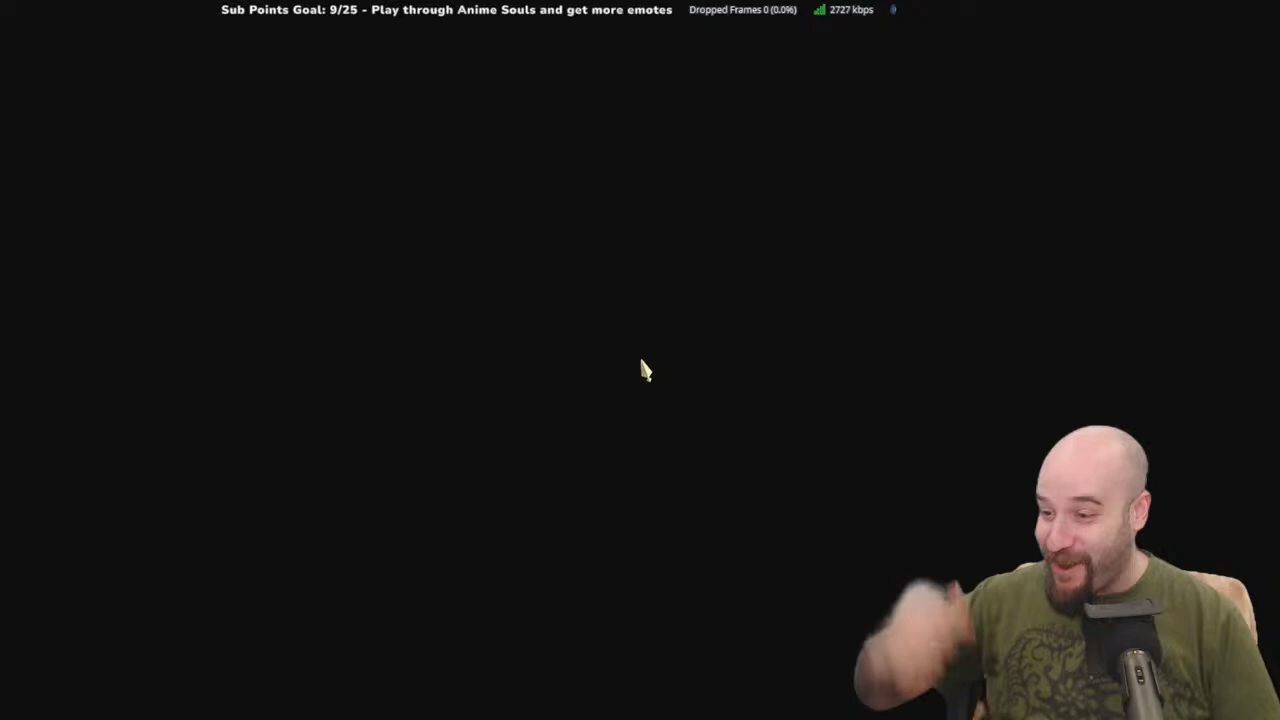 Sub Points Goal: 9/25 - Play through Anime Souls and get more emotes Dropped Frames 0 (0.0%) 2727 kbps